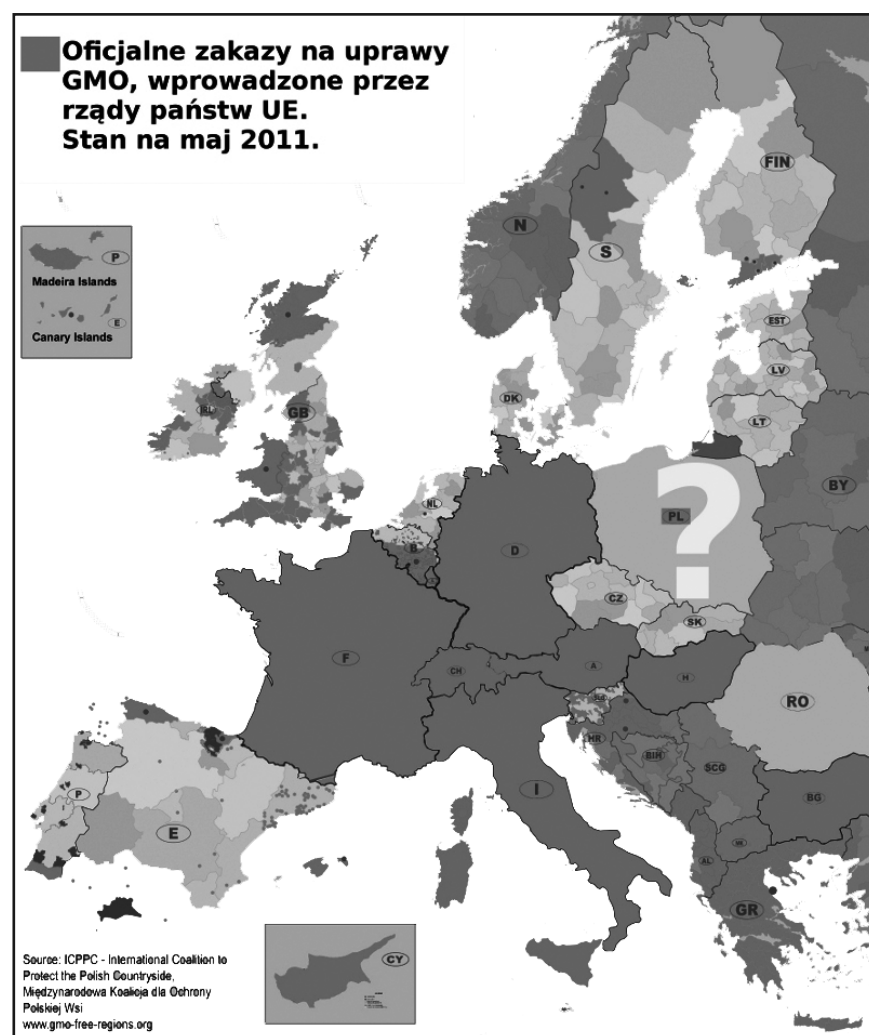 Oficjalne zakazy na uprawy
GMO, wprowadzone przez
rządy państw UE.
Stan na maj 2011.
FIN
N
S
P
Madeira Islands
E
Canary Islands
EST
LV
DK
LT
IRL
GB
BY
NL
?
PL
B
D
CZ
SK
F
CH
A
H
RO
HR
BIH
SCG
BG
P
E
I
AL
GR
CY
Source: ICPPC - International Coalition to
Protect the Polish Countryside,
Międzynarodowa Koalicja dla Ochrony
Polskiej Wsi
www.gmo-free-regions.org